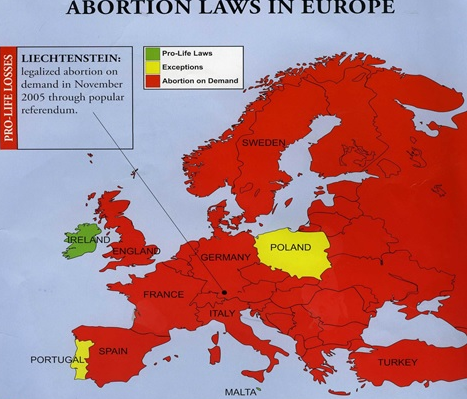 ABORTION LAWS IN EUROPE
PRO-LIFE LOSSES
LIECHTENSTEIN:
legalized abortion on
demand in November
2005 through popular
referendum.
Pro-Life Laws
Exceptions
Abortion on Demand
SWEDEN
IRELAND
ENGLAND
GERMANY
POLAND
FRANCE
ITALY
PORTUGAL
SPAIN
TURKEY
MALTA